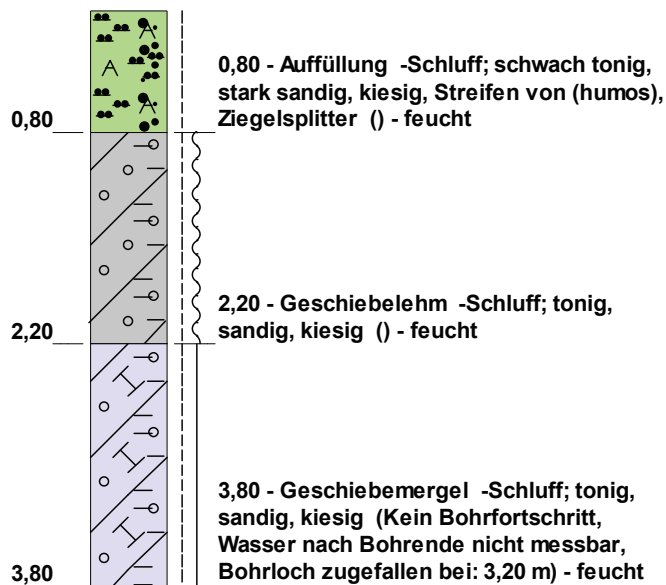 0,80 - Auffüllung -Schluff; schwach tonig,
stark sandig, kiesig, Streifen von (humos),
Ziegelsplitter () - feucht
0,80
2,20 - Geschiebelehm -Schluff; tonig,
sandig, kiesig () - feucht
2,20
3,80 - Geschiebemergel -Schluff; tonig,
sandig, kiesig (Kein Bohrfortschritt,
Wasser nach Bohrende nicht messbar,
Bohrloch zugefallen bei: 3,20 m) - feucht
3,80